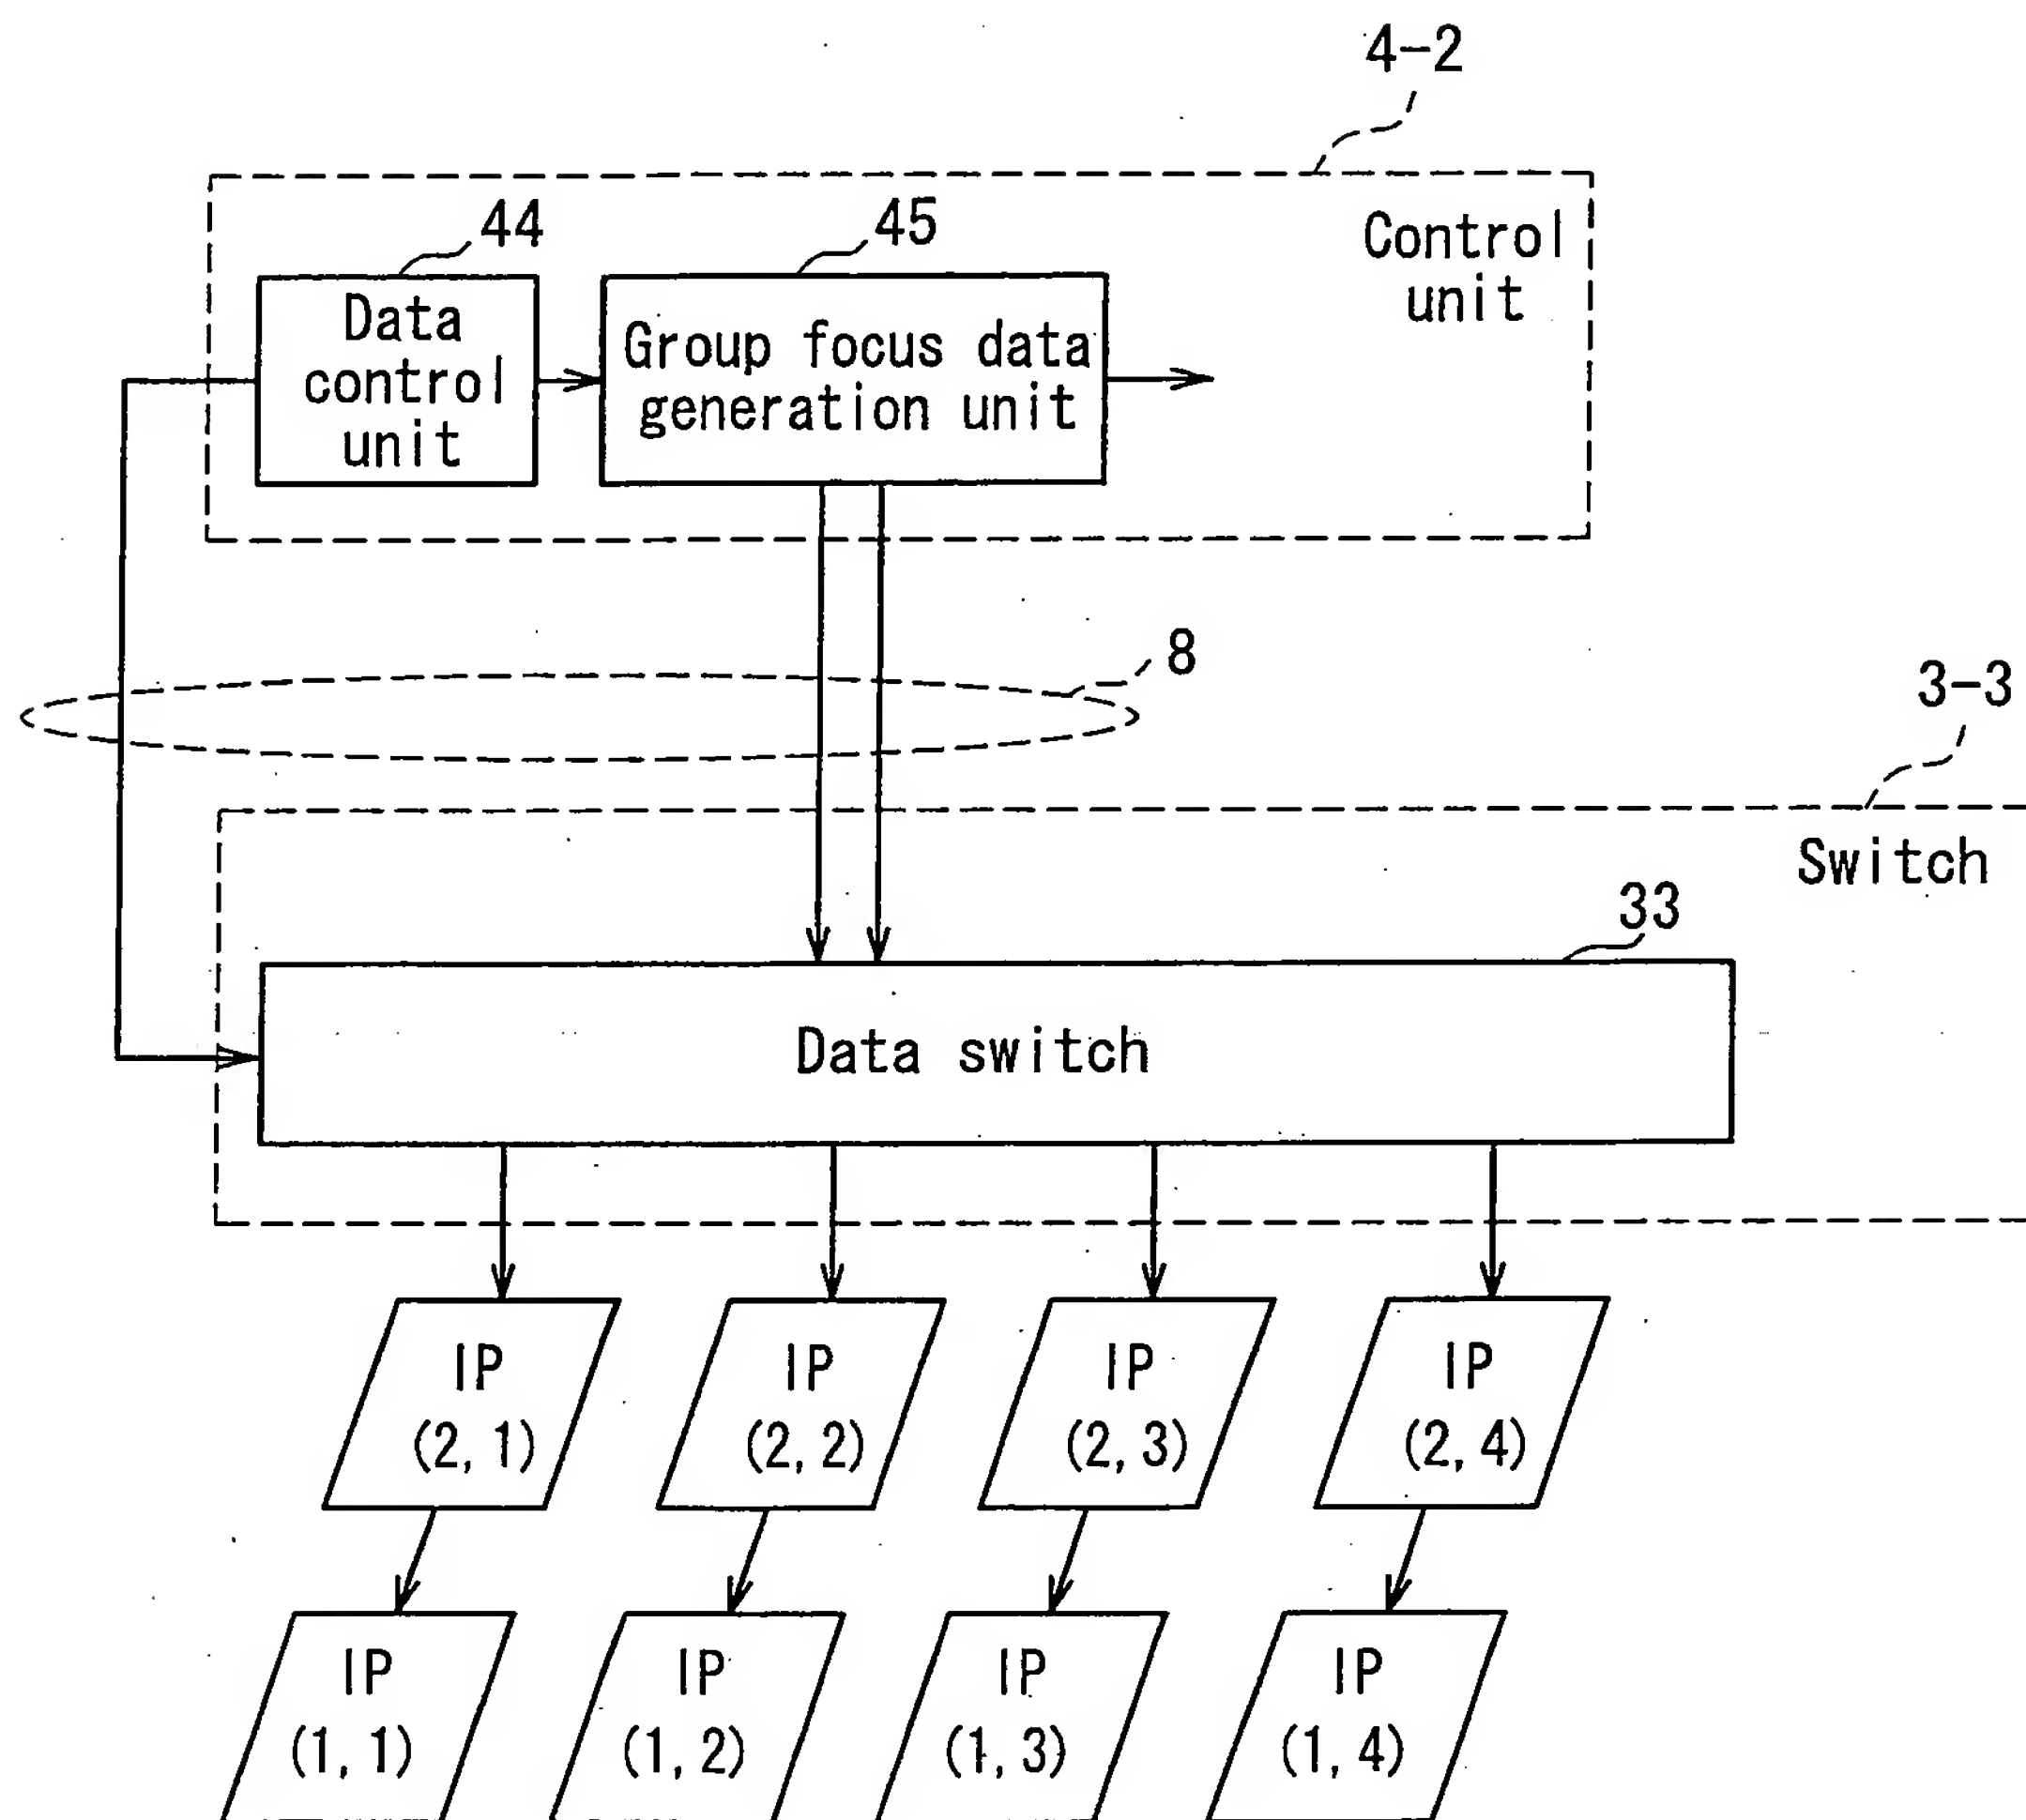 4-2
44
45
Control
unit
Data
control
unit
Group focus data
generation unit
8
3-3
Switch
33
Data switch
IP
(2, 1)
IP
(2, 2)
IP
(2, 3)
IP
(2, 4)
IP
(1, 1)
IP
(1, 2)
IP
(1, 3)
IP
(1, 4)